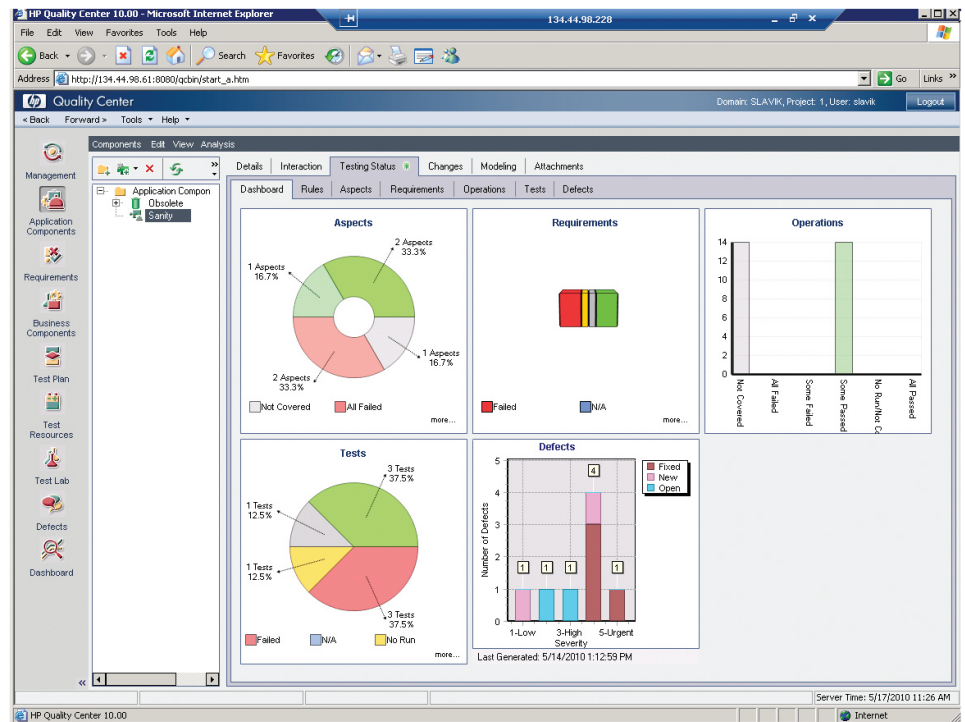 HP Quality Center 10.00 - Microsoft Internet Explorer
134.44.98.228
File Edit View Favorites Tools Help
Back Search Favorites
Address http://134.44.98.61:8080/qcbin/start_a.htm Go Links »
Quality Center
Domain: SLAVIK, Project: 1, User: slavik Logout
« Back Forward » Tools Help
Components Edit View Analysis
Management
Application Components
Requirements
Business Components
Test Plan
Test Resources
Test Lab
Defects
Dashboard
«
»
Application Compon
Obsolete
Sanity
Details Interaction Testing Status Changes Modeling Attachments
Dashboard Rules Aspects Requirements Operations Tests Defects
Aspects
2 Aspects
33.3%
1 Aspects
16.7%
1 Aspects
16.7%
2 Aspects
33.3%
Not Covered All Failed
more...
Requirements
Failed N/A
more...
Operations
14
12
10
8
6
4
2
0
Not Covered
All Failed
Some Failed
Some Passed
No Run/Not Cc
All Passed
Tests
3 Tests
37.5%
1 Tests
12.5%
1 Tests
12.5%
3 Tests
37.5%
Failed N/A No Run
more...
Defects
Number of Defects
5
4
3
2
1
0
1 1 1 4 1
1-Low 3-High 5-Urgent
Severity
Fixed
New
Open
Last Generated: 5/14/2010 1:12:59 PM
Server Time: 5/17/2010 11:26 AM
HP Quality Center 10.00
Internet